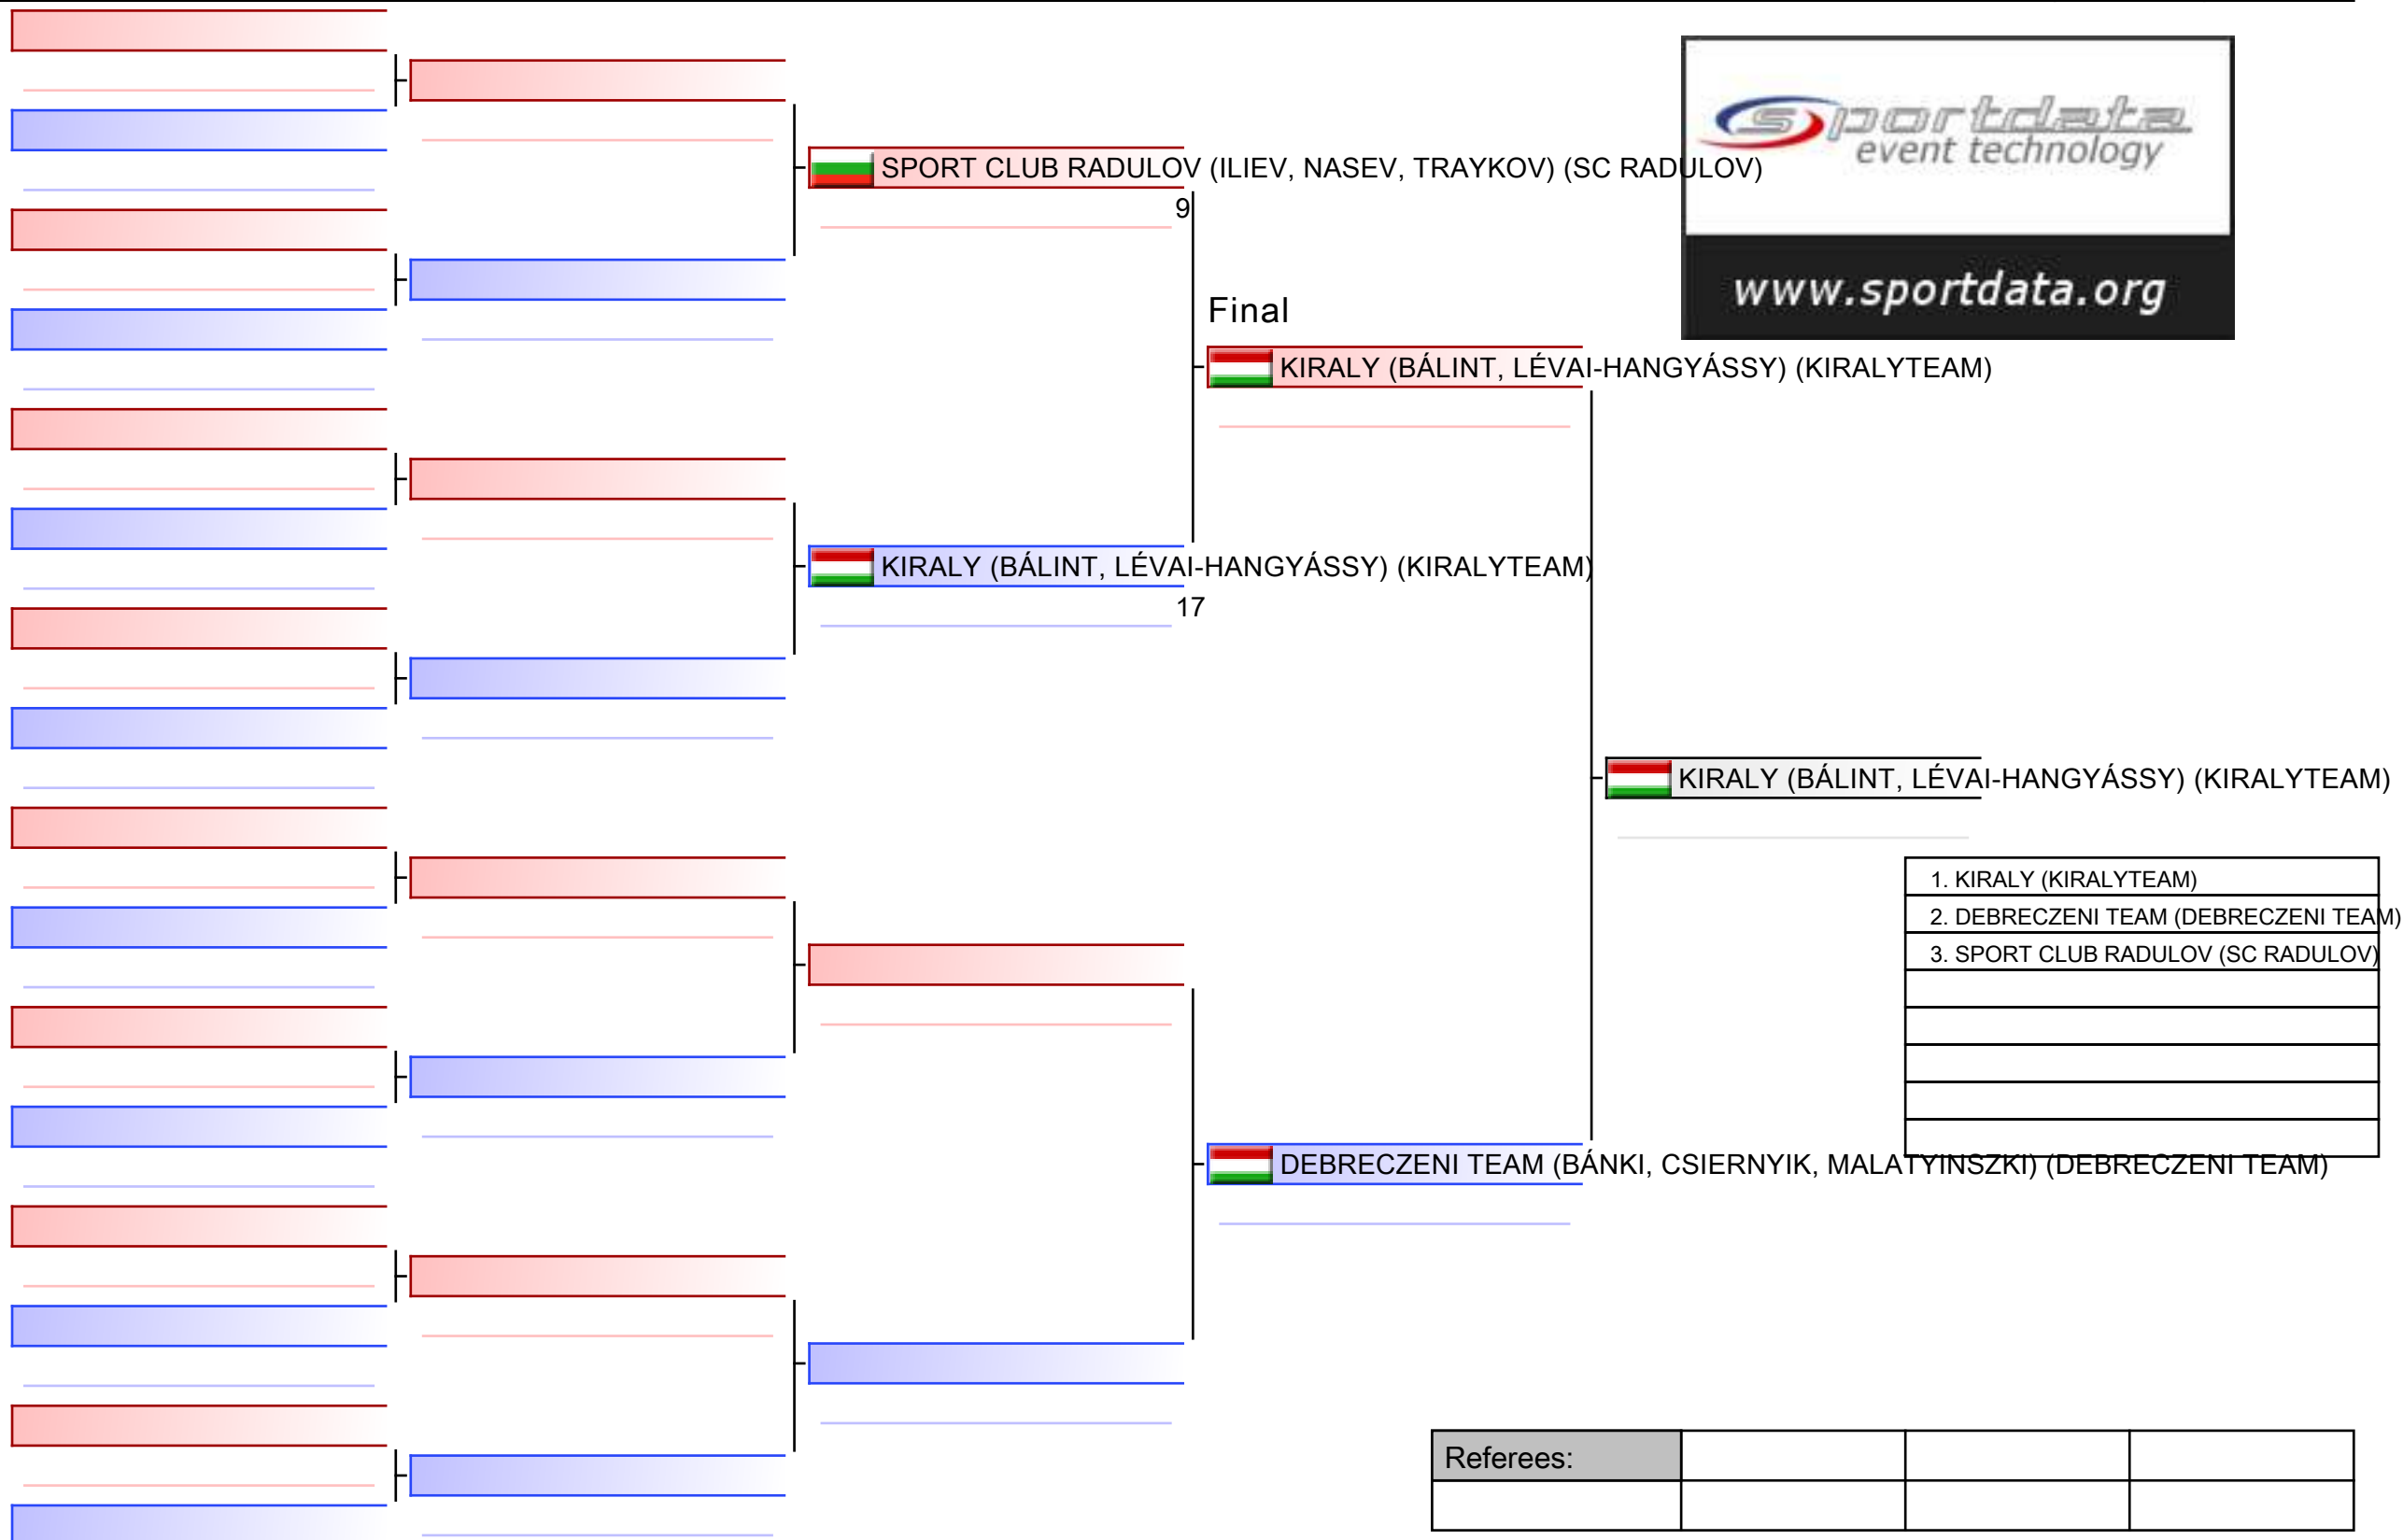 sportdata
event technology
www.sportdata.org
SPORT CLUB RADULOV (ILIEV, NASEV, TRAYKOV) (SC RADULOV)
9
Final
KIRALY (BÁLINT, LÉVAI-HANGYÁSSY) (KIRALYTEAM)
KIRALY (BÁLINT, LÉVAI-HANGYÁSSY) (KIRALYTEAM)
17
KIRALY (BÁLINT, LÉVAI-HANGYÁSSY) (KIRALYTEAM)
1. KIRALY (KIRALYTEAM)
2. DEBRECZENI TEAM (DEBRECZENI TEAM)
3. SPORT CLUB RADULOV (SC RADULOV)
DEBRECZENI TEAM (BÁNKI, CSIERNYIK, MALATYINSZKI) (DEBRECZENI TEAM)
Referees: